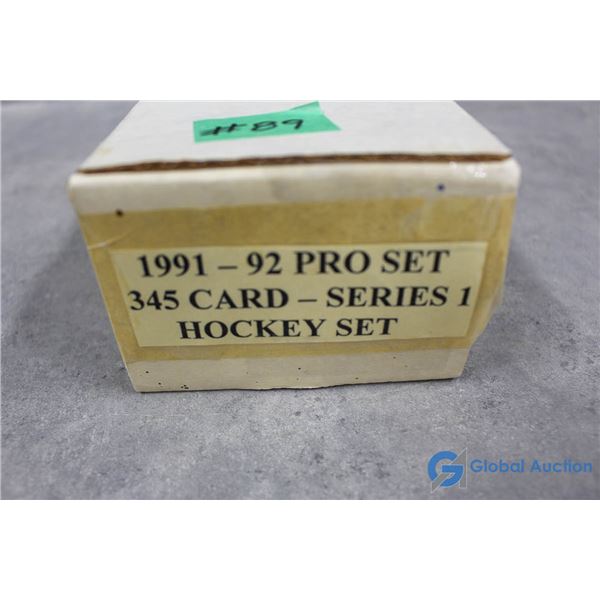 #89
1991 – 92 PRO SET
345 CARD – SERIES 1
HOCKEY SET
Global Auction